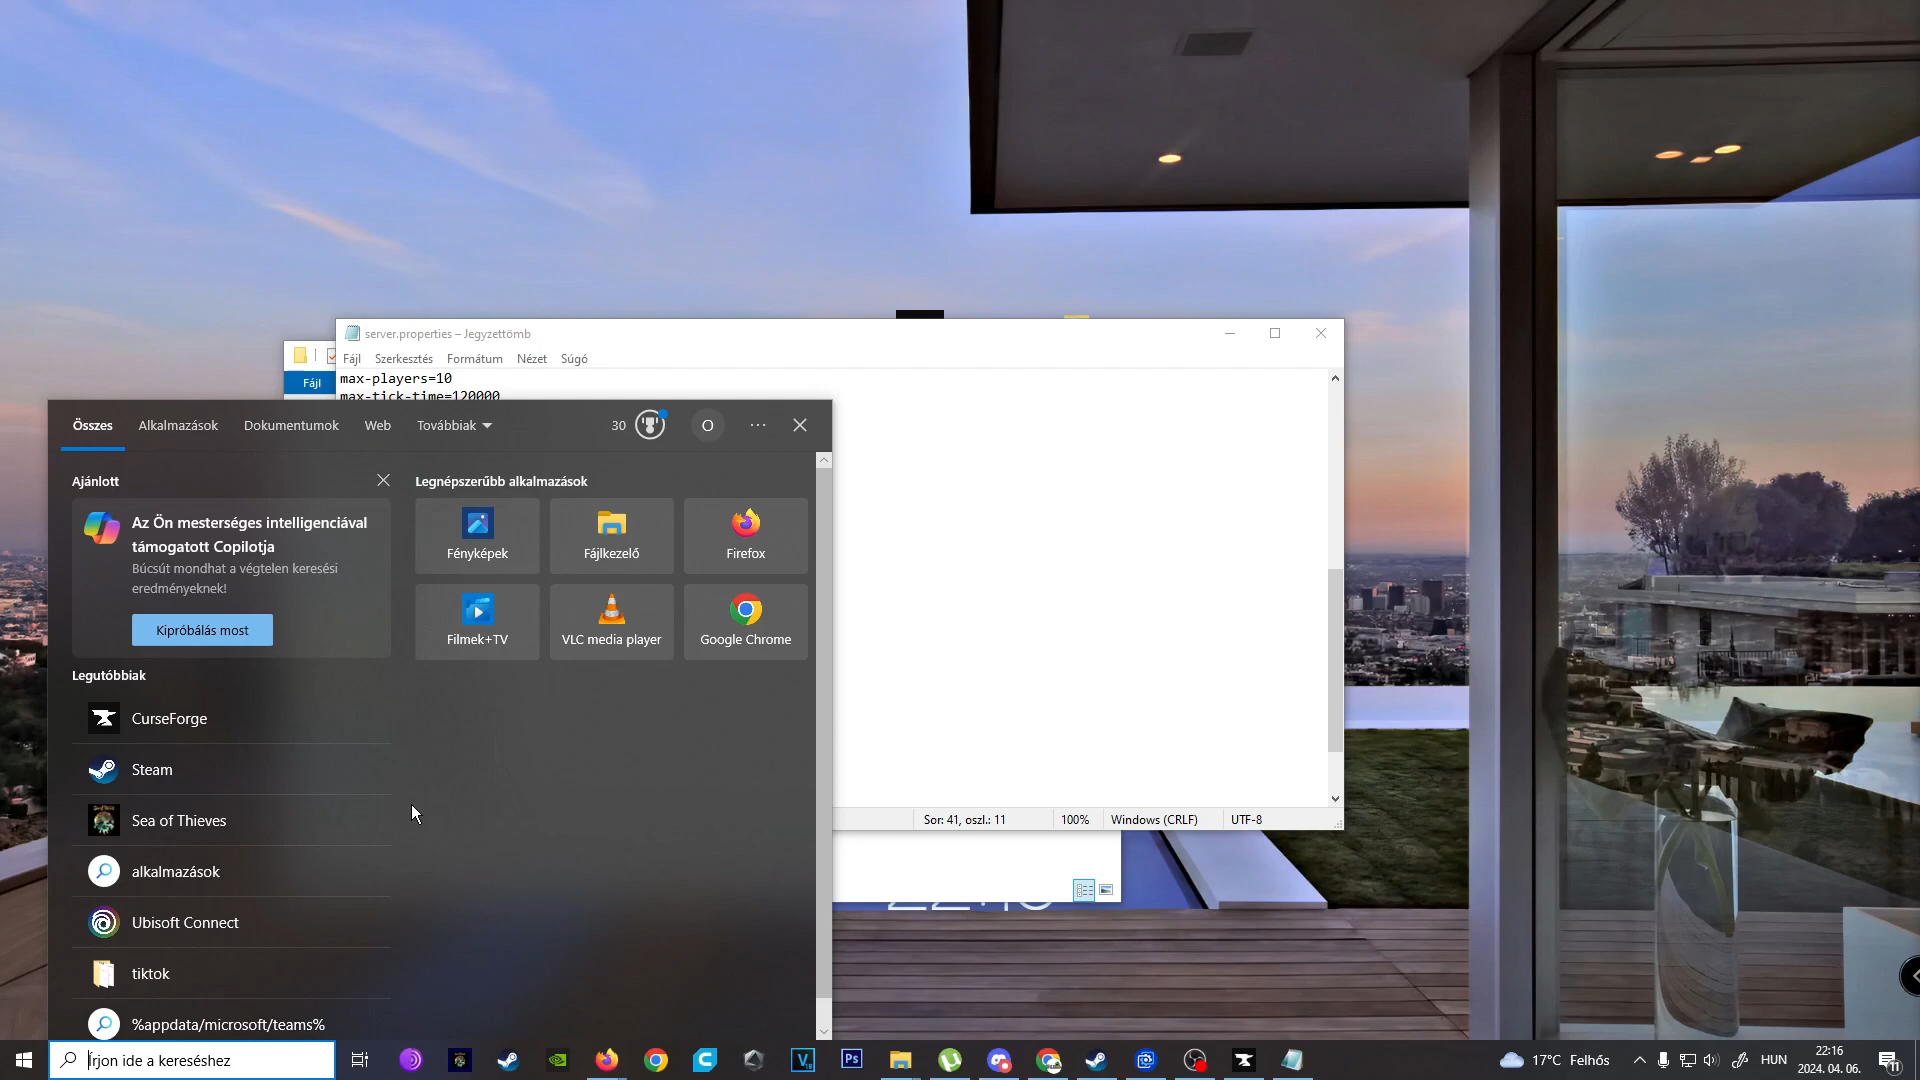 server.properties – Jegyzettömb
Fájl
Szerkesztés
Formátum
Nézet
Súgó
Fájl
max-players=10
max-tick-time=120000
Összes
Alkalmazások
Dokumentumok
Web
Továbbiak
30
O
Ajánlott
Az Ön mesterséges intelligenciával
támogatott Copilotja
Búcsút mondhat a végtelen keresési
eredményeknek!
Kipróbálás most
Legnépszerűbb alkalmazások
Fényképek
Fájlkezelő
Firefox
Filmek+TV
VLC media player
Google Chrome
Legutóbbiak
CurseForge
Steam
Sea of Thieves
alkalmazások
Ubisoft Connect
tiktok
%appdata/microsoft/teams%
Sor: 41, oszl.: 11
100%
Windows (CRLF)
UTF-8
Írjon ide a kereséshez
Ps
17°C Felhős
HUN
22:16
2024. 04. 06.
11